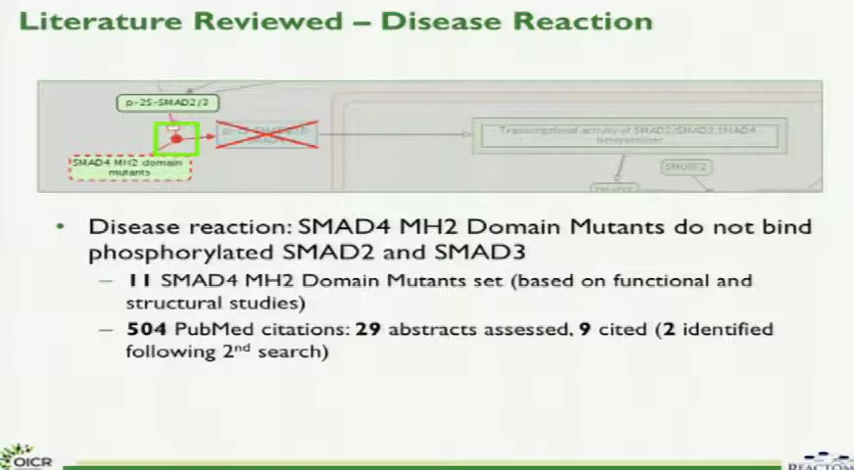 Literature Reviewed – Disease Reaction
p-2S-SMAD2/3
SMAD4 MH2 domain
mutants
Transcriptional activity of SMAD2/SMAD3:SMAD4
heterotrimer
SMURF2
• Disease reaction: SMAD4 MH2 Domain Mutants do not bind
phosphorylated SMAD2 and SMAD3
– 11 SMAD4 MH2 Domain Mutants set (based on functional and
structural studies)
– 504 PubMed citations: 29 abstracts assessed, 9 cited (2 identified
following 2nd search)
OICR
REACTOM